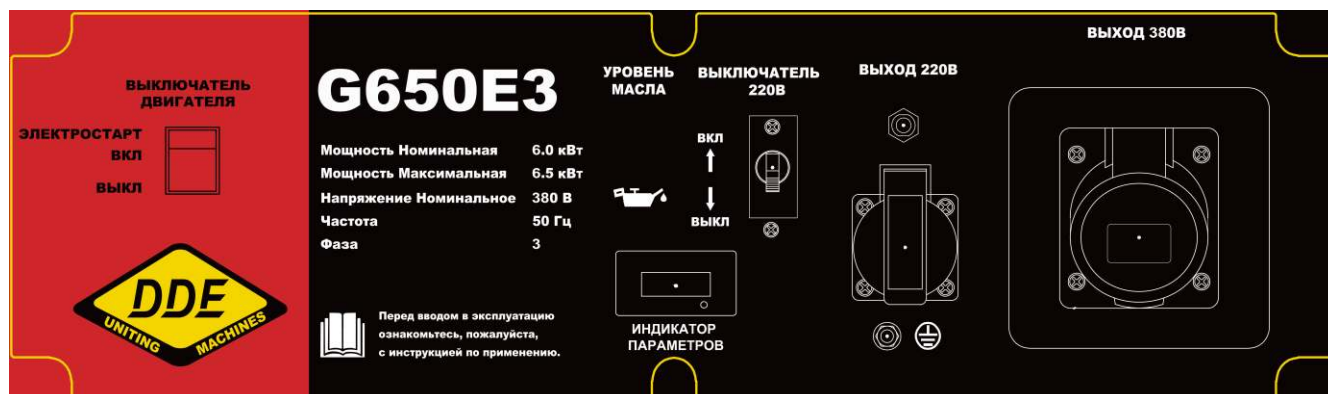 ВЫКЛЮЧАТЕЛЬ
ДВИГАТЕЛЯ
ЭЛЕКТРОСТАРТ
ВКЛ
ВЫКЛ
DDE
UNITING MACHINES
G650E3
Мощность Номинальная 6.0 кВт
Мощность Максимальная 6.5 кВт
Напряжение Номинальное 380 В
Частота 50 Гц
Фаза 3
Перед вводом в эксплуатацию
ознакомьтесь, пожалуйста,
с инструкцией по применению.
УРОВЕНЬ
МАСЛА
ВЫКЛЮЧАТЕЛЬ
220В
ВКЛ
ВЫКЛ
ИНДИКАТОР
ПАРАМЕТРОВ
ВЫХОД 220В
ВЫХОД 380В